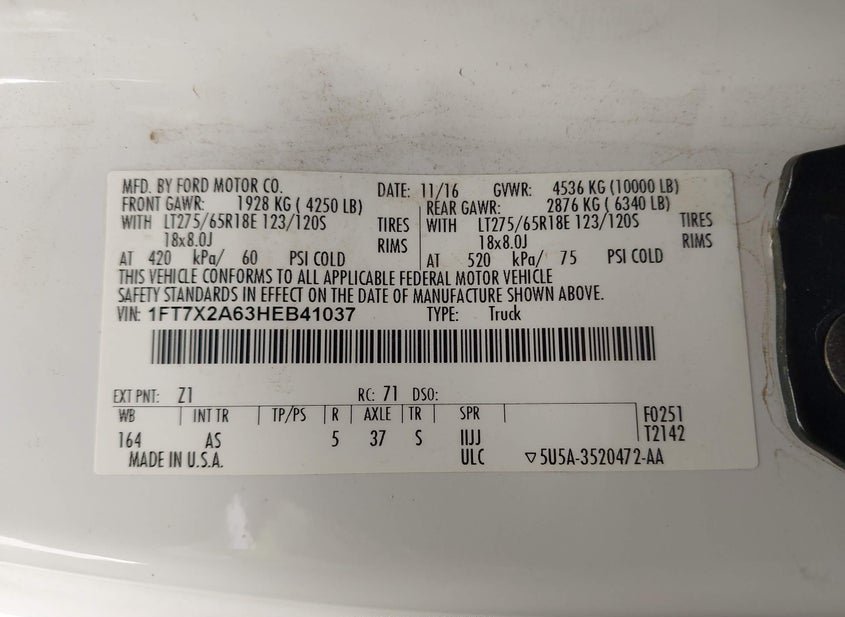 MFD. BY FORD MOTOR CO. DATE: 11/16 GVWR: 4536 KG (10000 LB)
FRONT GAWR: 1928 KG ( 4250 LB) REAR GAWR: 2876 KG ( 6340 LB)
WITH LT275/65R18E 123/120S TIRES WITH LT275/65R18E 123/120S TIRES
18x8.0J RIMS 18x8.0J RIMS
AT 420 kPa/ 60 PSI COLD AT 520 kPa/ 75 PSI COLD
THIS VEHICLE CONFORMS TO ALL APPLICABLE FEDERAL MOTOR VEHICLE
SAFETY STANDARDS IN EFFECT ON THE DATE OF MANUFACTURE SHOWN ABOVE.
VIN: 1FT7X2A63HEB41037 TYPE: Truck
EXT PNT: Z1 RC: 71 DSO:
WB INT TR TP/PS R AXLE TR SPR F0251
164 AS 5 37 S IIJJ T2142
MADE IN U.S.A. ULC ▽5U5A-3520472-AA